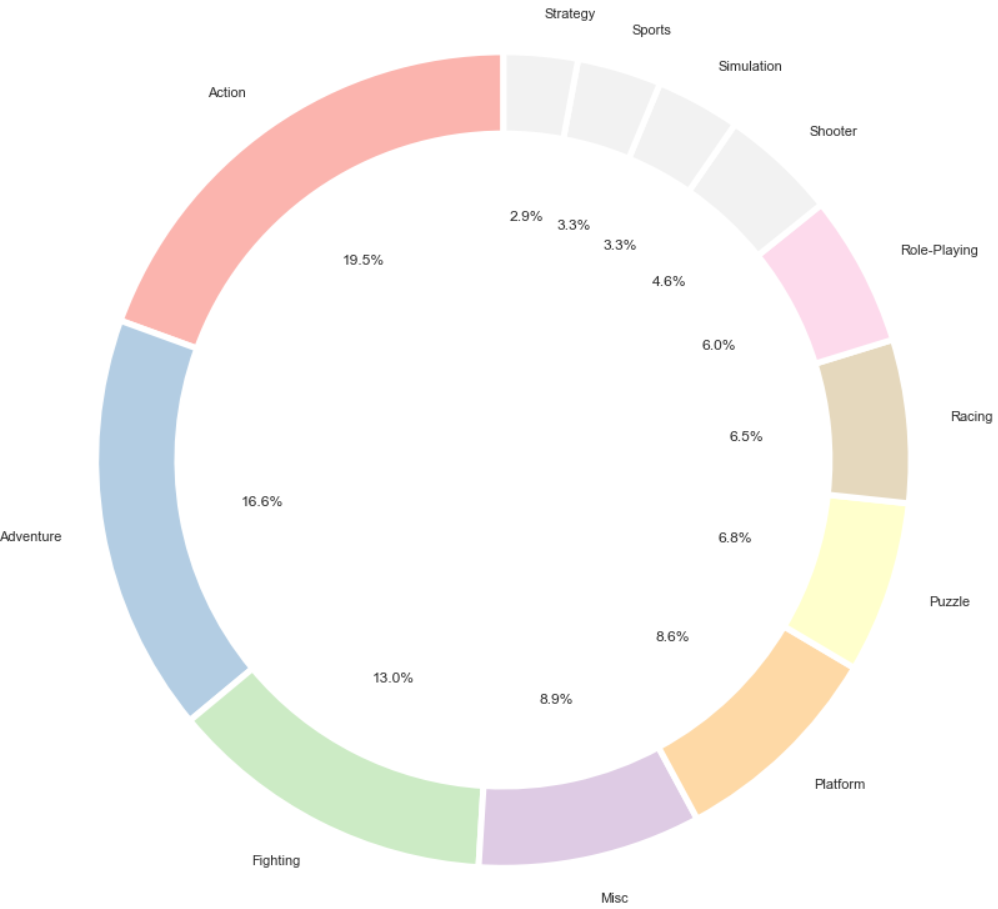 Strategy
Sports
Simulation
Action
Shooter
2.9%
3.3%
3.3%
Role-Playing
19.5%
4.6%
6.0%
Racing
6.5%
16.6%
Adventure
6.8%
Puzzle
8.6%
13.0%
8.9%
Platform
Fighting
Misc